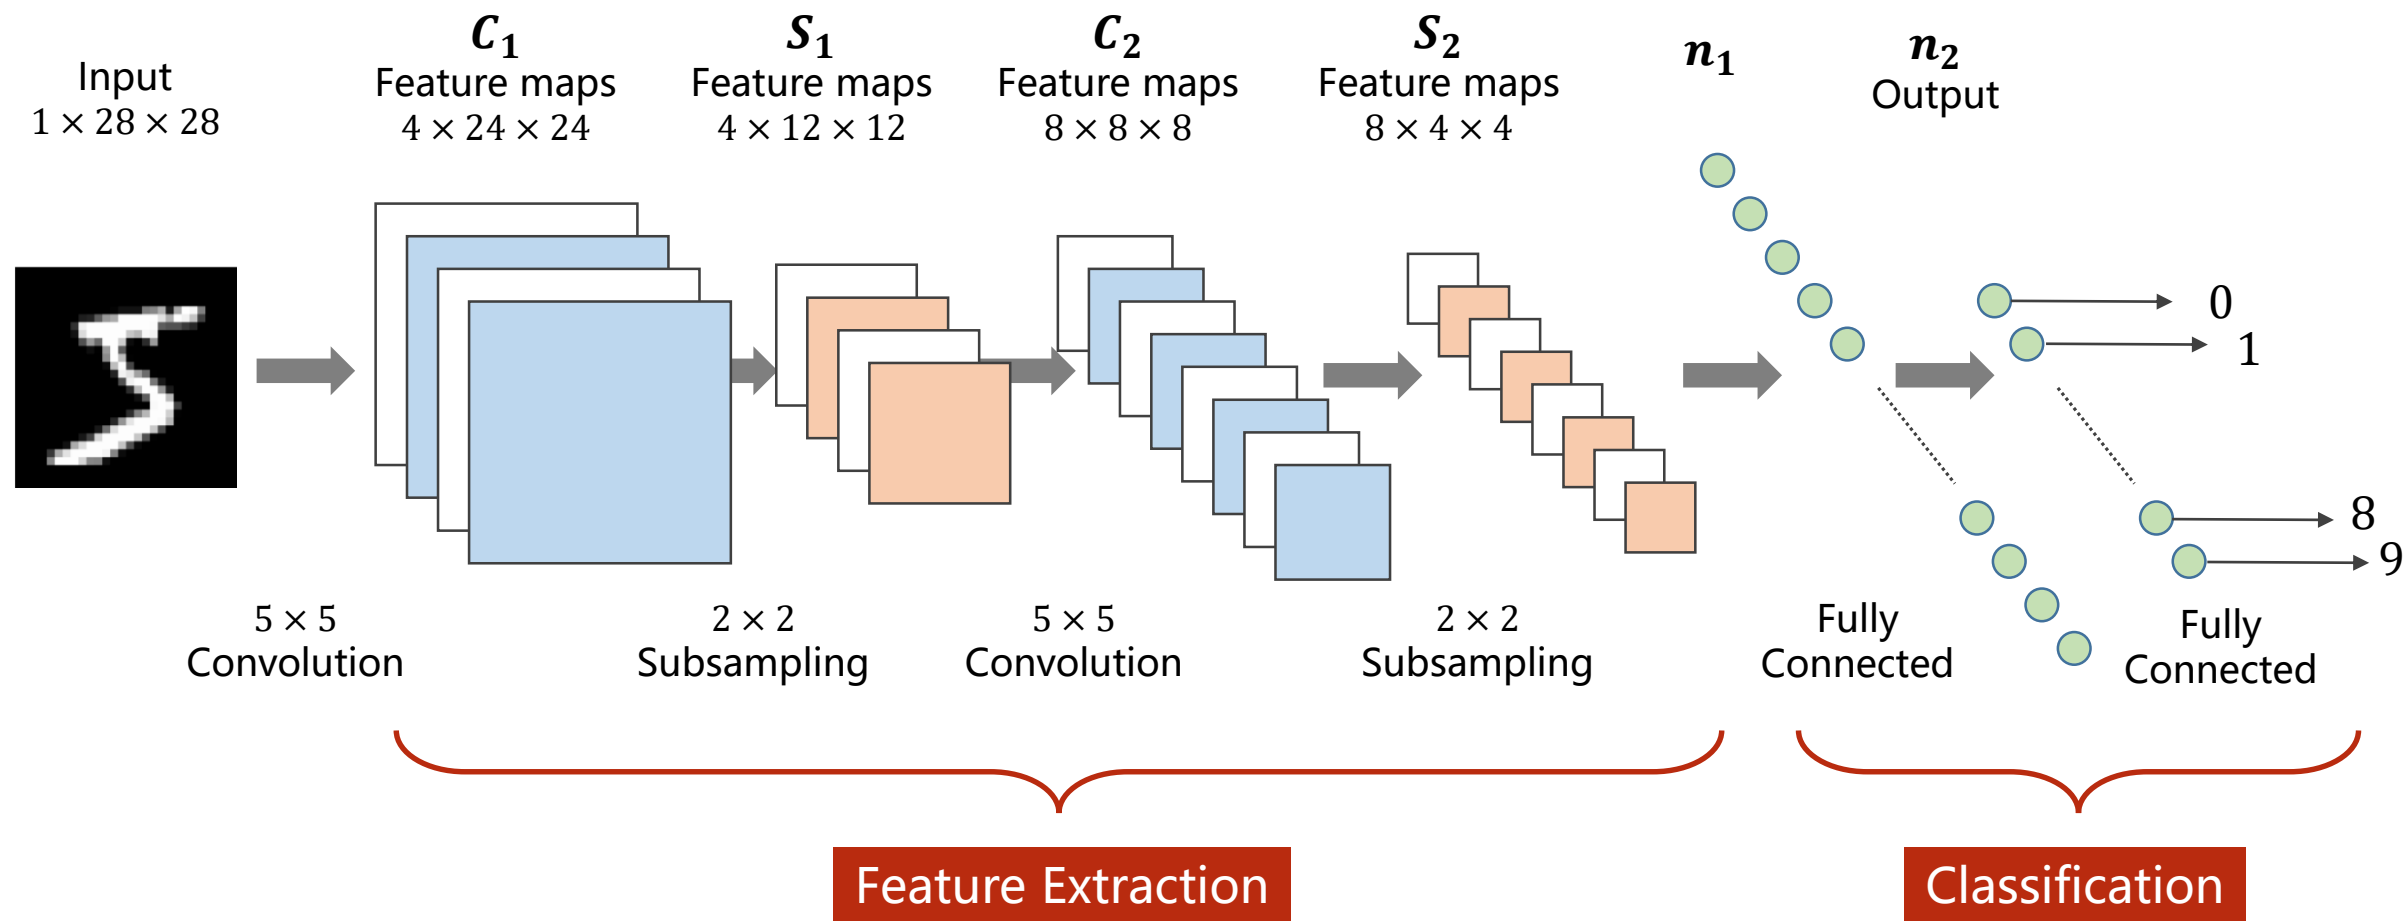 Input
1 × 28 × 28
C₁
Feature maps
4 × 24 × 24
S₁
Feature maps
4 × 12 × 12
C₂
Feature maps
8 × 8 × 8
S₂
Feature maps
8 × 4 × 4
n₁
n₂
Output
0
1
8
9
5 × 5
Convolution
2 × 2
Subsampling
5 × 5
Convolution
2 × 2
Subsampling
Fully
Connected
Fully
Connected
Feature Extraction
Classification